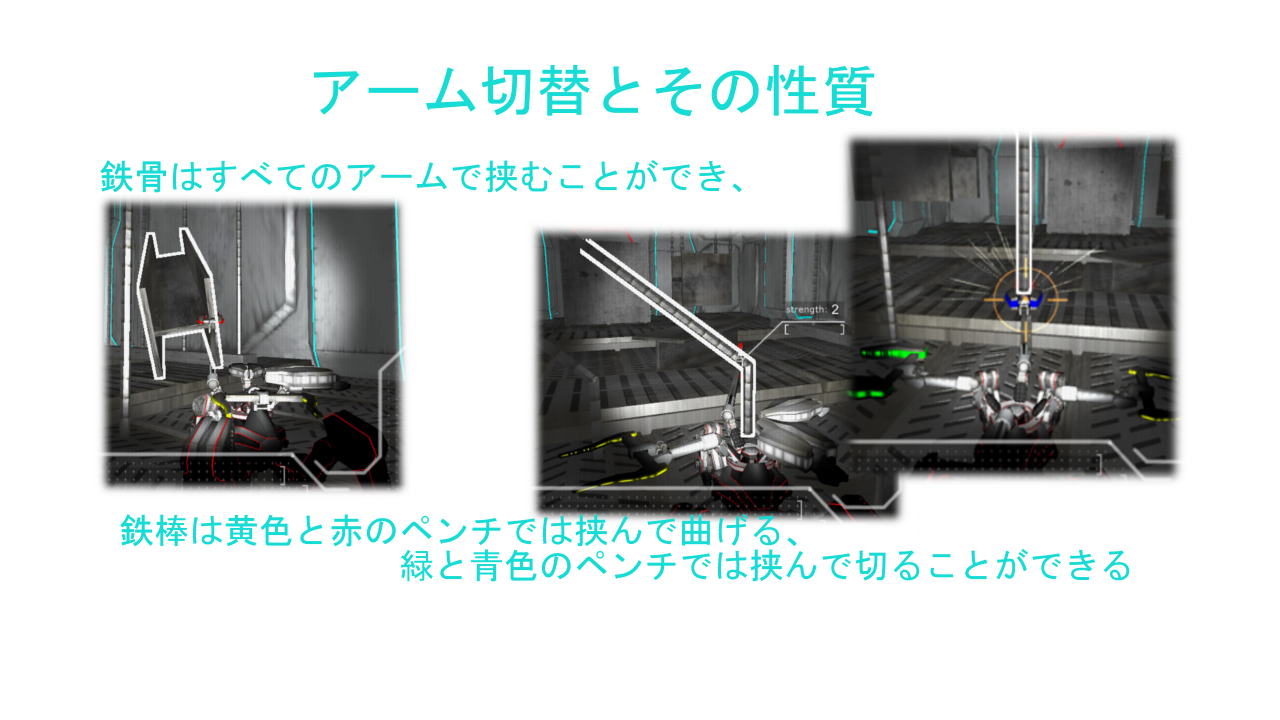 アーム切替とその性質
鉄骨はすべてのアームで挟むことができ、
strength: 2
鉄棒は黄色と赤のペンチでは挟んで曲げる、
緑と青色のペンチでは挟んで切ることができる